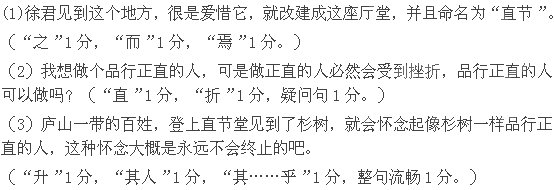 (1)徐君见到这个地方，很是爱惜它，就改建成这座厅堂，并且命名为“直节”。
（“之”1分，“而”1分，“焉”1分。）
（2）我想做个品行正直的人，可是做正直的人必然会受到挫折，品行正直的人
可以做吗？（“直”1分，“折”1分，疑问句1分。）
（3）庐山一带的百姓，登上直节堂见到了杉树，就会怀念起像杉树一样品行正
直的人，这种怀念大概是永远不会终止的吧。
（“升”1分，“其人”1分，“其……乎”1分，整句流畅1分。）